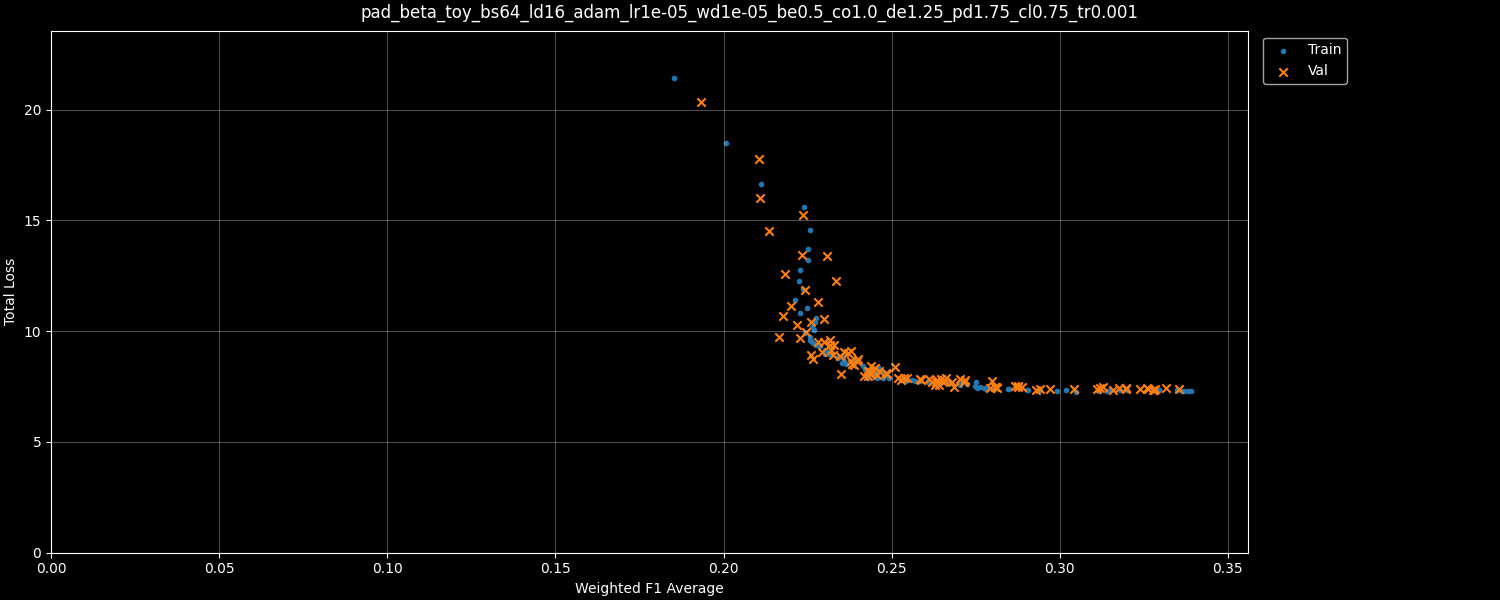 pad_beta_toy_bs64_ld16_adam_lr1e-05_wd1e-05_be0.5_co1.0_de1.25_pd1.75_cl0.75_tr0.001
Train
Val
20
15
10
5
0
Total Loss
0.00 0.05 0.10 0.15 0.20 0.25 0.30 0.35
Weighted F1 Average